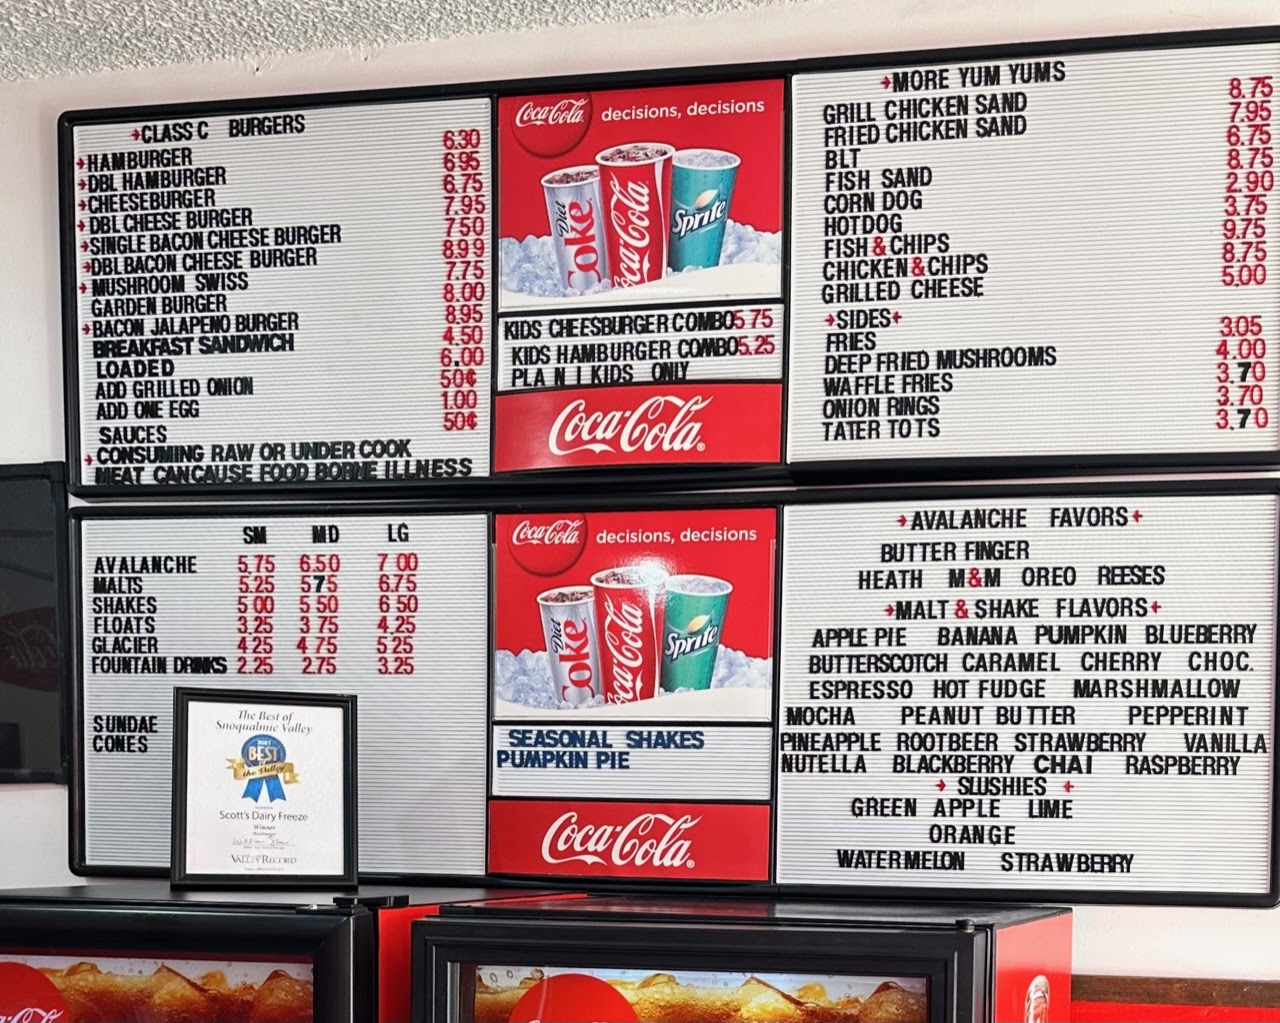 CLASS C BURGERS
HAMBURGER 6.30
DBL HAMBURGER 6.95
CHEESEBURGER 6.75
DBL CHEESE BURGER 7.95
SINGLE BACON CHEESE BURGER 7.50
DBL BACON CHEESE BURGER 8.99
MUSHROOM SWISS 7.75
GARDEN BURGER 8.00
BACON JALAPENO BURGER 8.95
BREAKFAST SANDWICH 4.50
LOADED 6.00
ADD GRILLED ONION 50¢
ADD ONE EGG 1.00
SAUCES 50¢
CONSUMING RAW OR UNDER COOK
MEAT CANCAUSE FOOD BORNE ILLNESS
Coca-Cola decisions, decisions
Diet Coke
Coca-Cola
Sprite
KIDS CHEESBURGER COMBO 5 75
KIDS HAMBURGER COMBO 5.25
PLA N I KIDS ONLY
Coca-Cola
MORE YUM YUMS
GRILL CHICKEN SAND 8.75
FRIED CHICKEN SAND 7.95
BLT 6.75
FISH SAND 8.75
CORN DOG 2.90
HOTDOG 3.75
FISH & CHIPS 9.75
CHICKEN & CHIPS 8.75
GRILLED CHEESE 5.00
SIDES
FRIES 3.05
DEEP FRIED MUSHROOMS 4.00
WAFFLE FRIES 3.70
ONION RINGS 3.70
TATER TOTS 3.70
SM MD LG
AVALANCHE 5.75 6.50 7 00
MALTS 5.25 575 6.75
SHAKES 5 00 5 50 6 50
FLOATS 3.25 3 75 4.25
GLACIER 4 25 4 75 5 25
FOUNTAIN DRINKS 2.25 2.75 3.25
SUNDAE
CONES
The Best of
Snoqualmie Valley
BEST
the Valley
Scott's Dairy Freeze
Winner
VALLEY RECORD
Coca-Cola decisions, decisions
Diet Coke
Coca-Cola
Sprite
SEASONAL SHAKES
PUMPKIN PIE
Coca-Cola
AVALANCHE FAVORS
BUTTER FINGER
HEATH M&M OREO REESES
MALT & SHAKE FLAVORS
APPLE PIE BANANA PUMPKIN BLUEBERRY
BUTTERSCOTCH CARAMEL CHERRY CHOC.
ESPRESSO HOT FUDGE MARSHMALLOW
MOCHA PEANUT BUTTER PEPPERINT
PINEAPPLE ROOTBEER STRAWBERRY VANILLA
NUTELLA BLACKBERRY CHAI RASPBERRY
SLUSHIES
GREEN APPLE LIME
ORANGE
WATERMELON STRAWBERRY